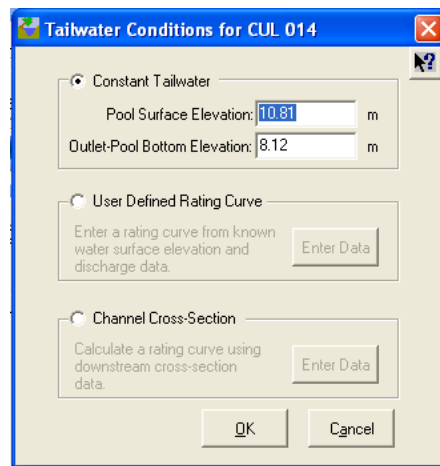 Tailwater Conditions for CUL 014
?
Constant Tailwater
Pool Surface Elevation: 10.81 m
Outlet-Pool Bottom Elevation: 8.12 m
User Defined Rating Curve
Enter a rating curve from known
water surface elevation and
discharge data.
Enter Data
Channel Cross-Section
Calculate a rating curve using
downstream cross-section
data.
Enter Data
OK Cancel